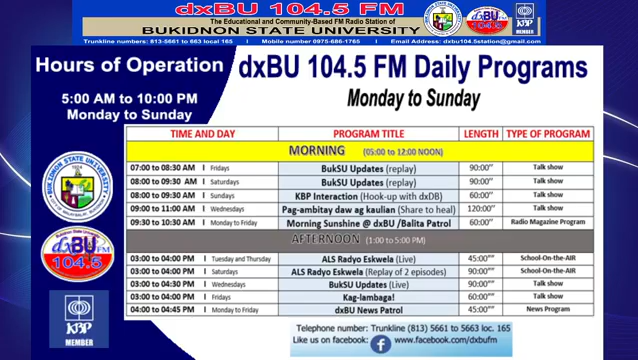 dxBU 104.5 FM
The Educational and Community-Based FM Radio Station of
BUKIDNON STATE UNIVERSITY
Trunkline numbers: 813-5661 to 663 local 165 I Mobile number 0975-686-1765 I Email Address: dxbu104.5station@gmail.com
Hours of Operation
5:00 AM to 10:00 PM
Monday to Sunday
dxBU 104.5 FM Daily Programs
Monday to Sunday
TIME AND DAY PROGRAM TITLE LENGTH TYPE OF PROGRAM
MORNING (05:00 to 12:00 NOON)
07:00 to 08:30 AM I Fridays BukSU Updates (replay) 90:00" Talk show
08:00 to 09:30 AM I Saturdays BukSU Updates (replay) 90:00" Talk show
08:00 to 09:30 AM I Sundays KBP Interaction (Hook-up with dxDB) 60:00" Talk show
09:00 to 11:00 AM I Wednesdays Pag-ambitay daw ag kaulian (Share to heal) 120:00" Talk show
09:30 to 10:30 AM I Monday to Friday Morning Sunshine @ dxBU /Balita Patrol 60:00" Radio Magazine Program
AFTERNOON (1:00 to 5:00 PM)
03:00 to 04:00 PM I Tuesday and Thursday ALS Radyo Eskwela (Live) 45:00"" School-On-the-AIR
03:00 to 04:00 PM I Saturdays ALS Radyo Eskwela (Replay of 2 episodes) 90:00"" School-On-the-AIR
03:00 to 04:30 PM I Wednesdays BukSU Updates (Live) 90:00"" Talk show
03:00 to 04:00 PM I Fridays Kag-lambaga! 60:00"" Talk show
04:00 to 04:45 PM I Monday to Friday dxBU News Patrol 45:00"" News Program
BUKIDNON STATE UNIVERSITY
1924
dxBU FM
104.5
KBP
MEMBER
Telephone number: Trunkline (813) 5661 to 5663 loc. 165
Like us on facebook: f www.facebook.com/dxbufm